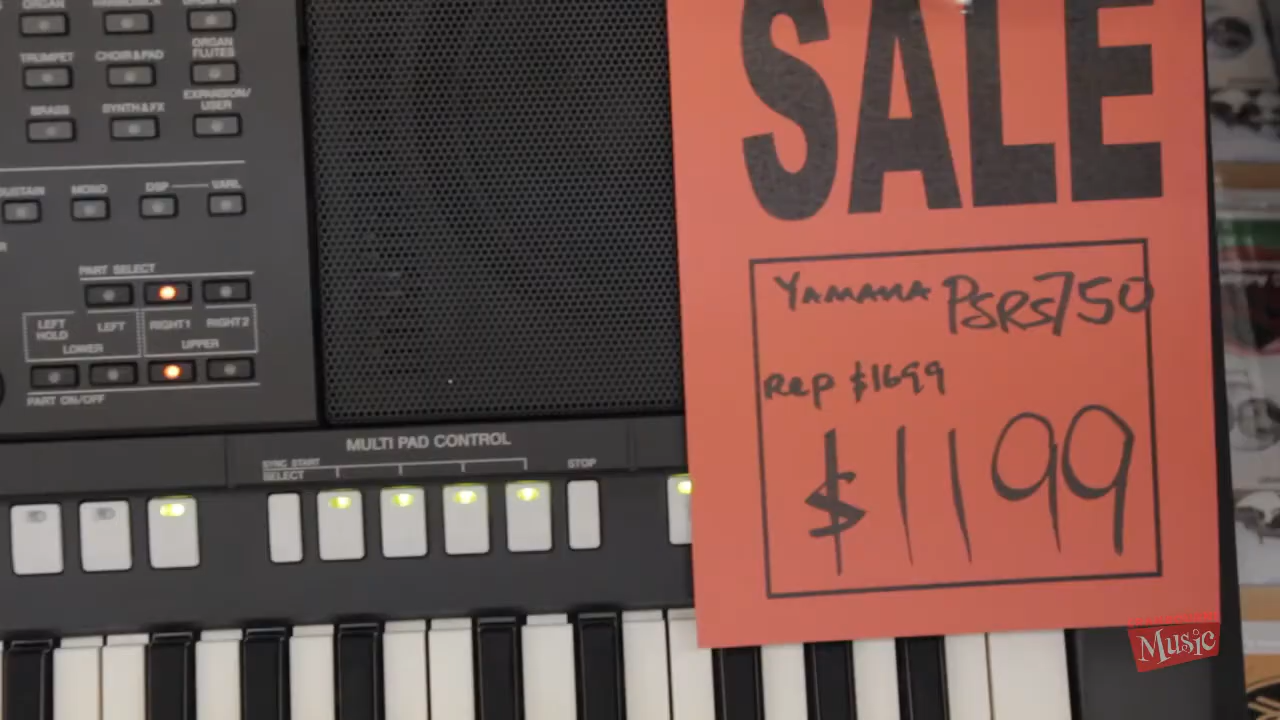 ORGAN
TRUMPET CHOIR & PAD ORGAN FLUTES
BRASS SYNTH & FX EXPANSION/ USER
MONO DSP VARI.
PART SELECT
LEFT HOLD LEFT RIGHT1 RIGHT2
LOWER UPPER
PART ON/OFF
MULTI PAD CONTROL
SYNC START
SELECT
STOP
SALE
YAMAHA PSRS750
Rep $1699
$1199
Music